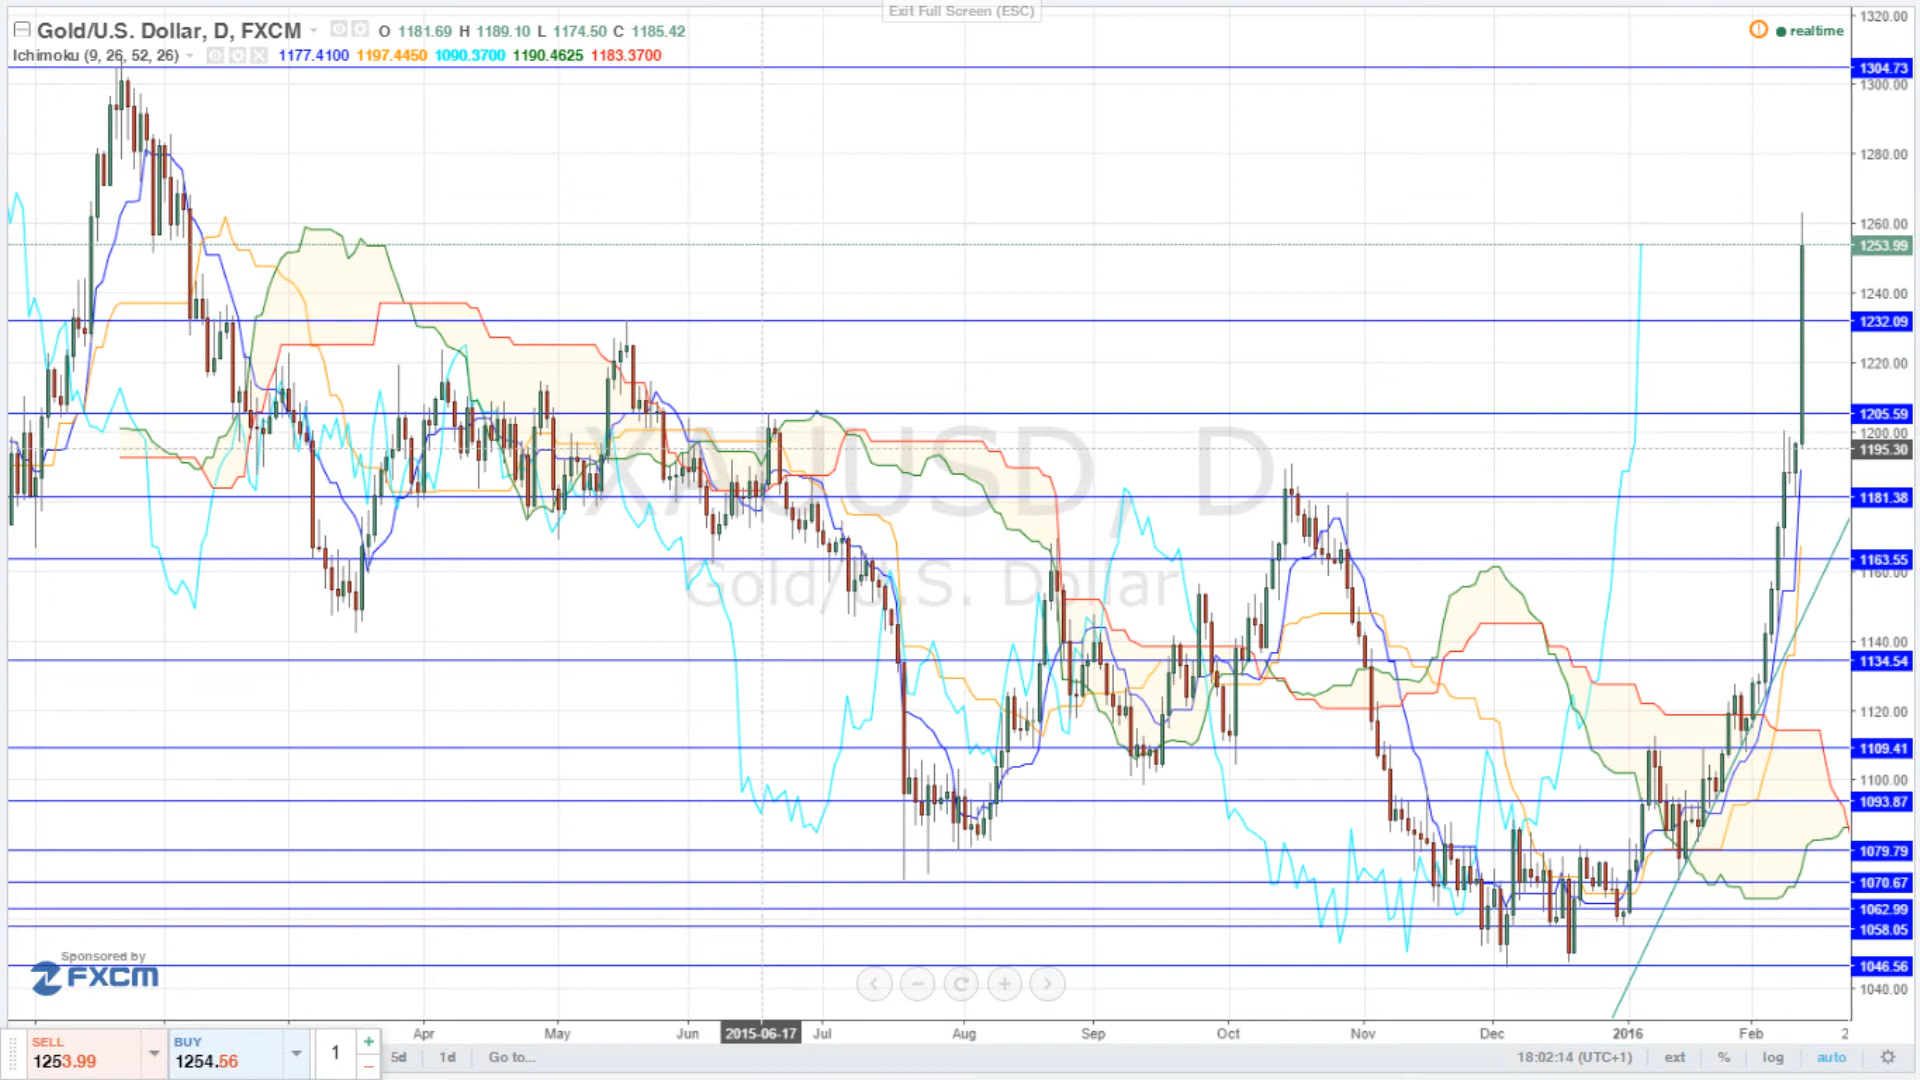 Exit Full Screen (ESC)
Gold/U.S. Dollar, D, FXCM O 1181.69 H 1189.10 L 1174.50 C 1185.42
realtime
Ichimoku (9, 26, 52, 26) 1177.4100 1197.4450 1090.3700 1190.4625 1183.3700
1320.00
1304.73
1300.00
1280.00
1260.00
1253.99
1240.00
1232.09
1220.00
1205.59
1200.00
1195.30
1181.38
1163.55
1160.00
1140.00
1134.54
1120.00
1109.41
1100.00
1093.87
1079.79
1070.67
1062.99
1058.05
1046.56
1040.00
XAUUSD, D
Gold/U.S. Dollar
Sponsored by
FXCM
Apr May Jun 2015-06-17 Jul Aug Sep Oct Nov Dec 2016 Feb 2
SELL
1253.99
BUY
1254.56
1
+
−
5d 1d Go to... 18:02:14 (UTC+1) ext % log auto